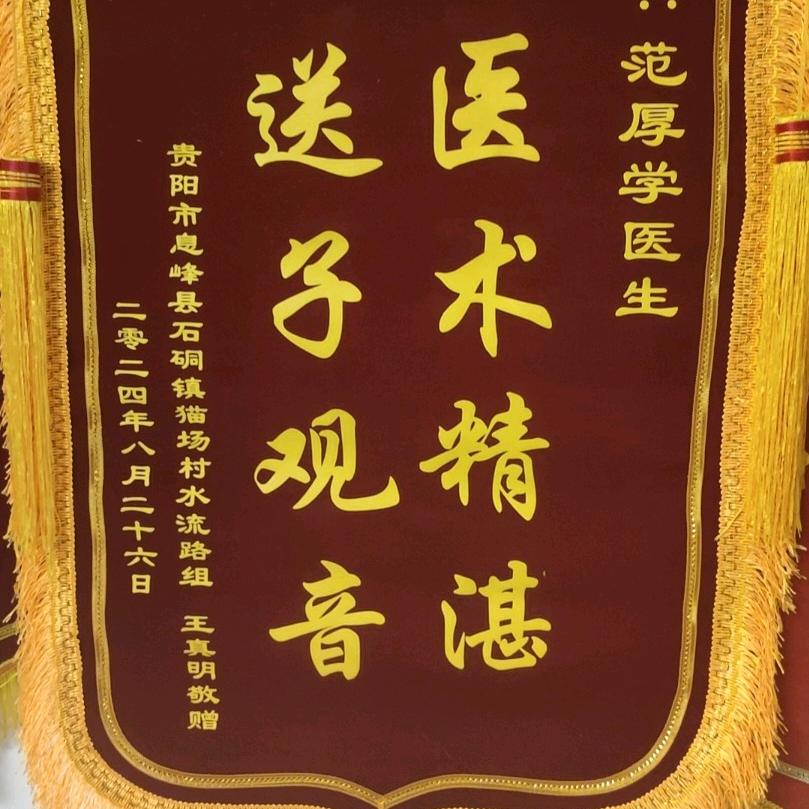 范厚学医生
医术精湛
送子观音
贵阳市息峰县石硐镇猫场村水流路组 王真明敬赠
二零二四年八月二十六日